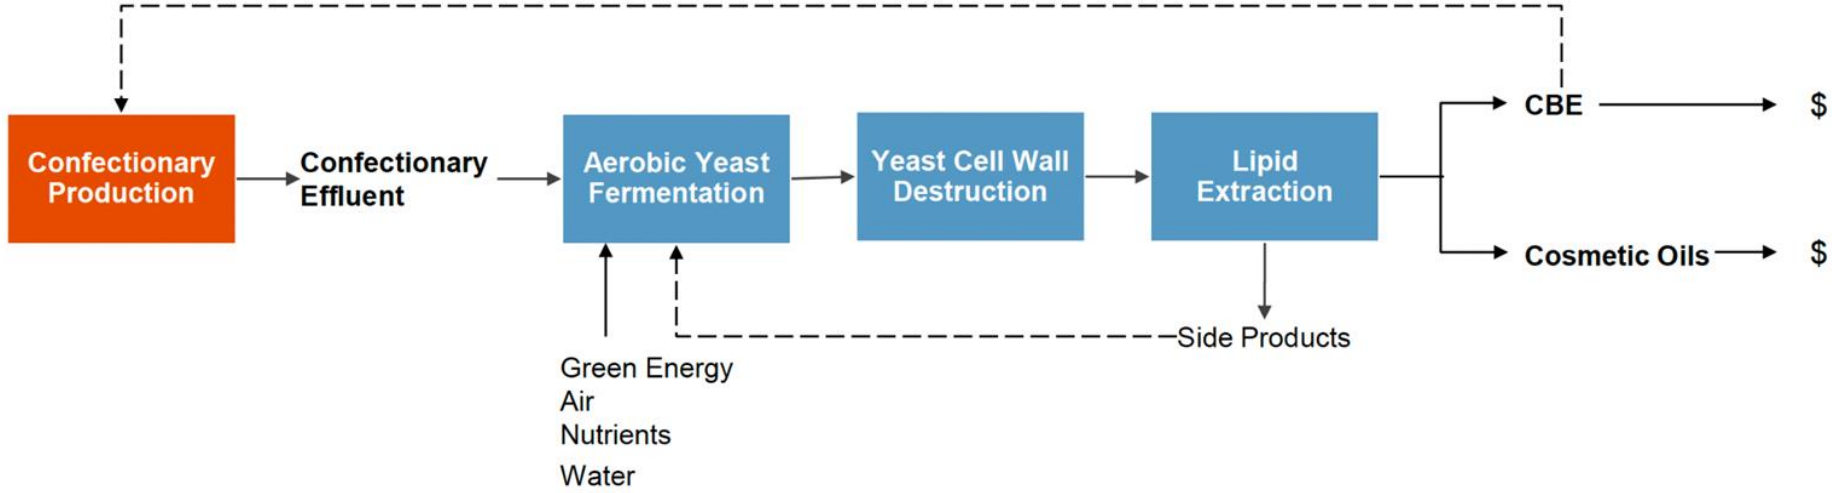 Confectionary
Production
Confectionary
Effluent
Aerobic Yeast
Fermentation
Yeast Cell Wall
Destruction
Lipid
Extraction
CBE
$
Cosmetic Oils
$
Side Products
Green Energy
Air
Nutrients
Water